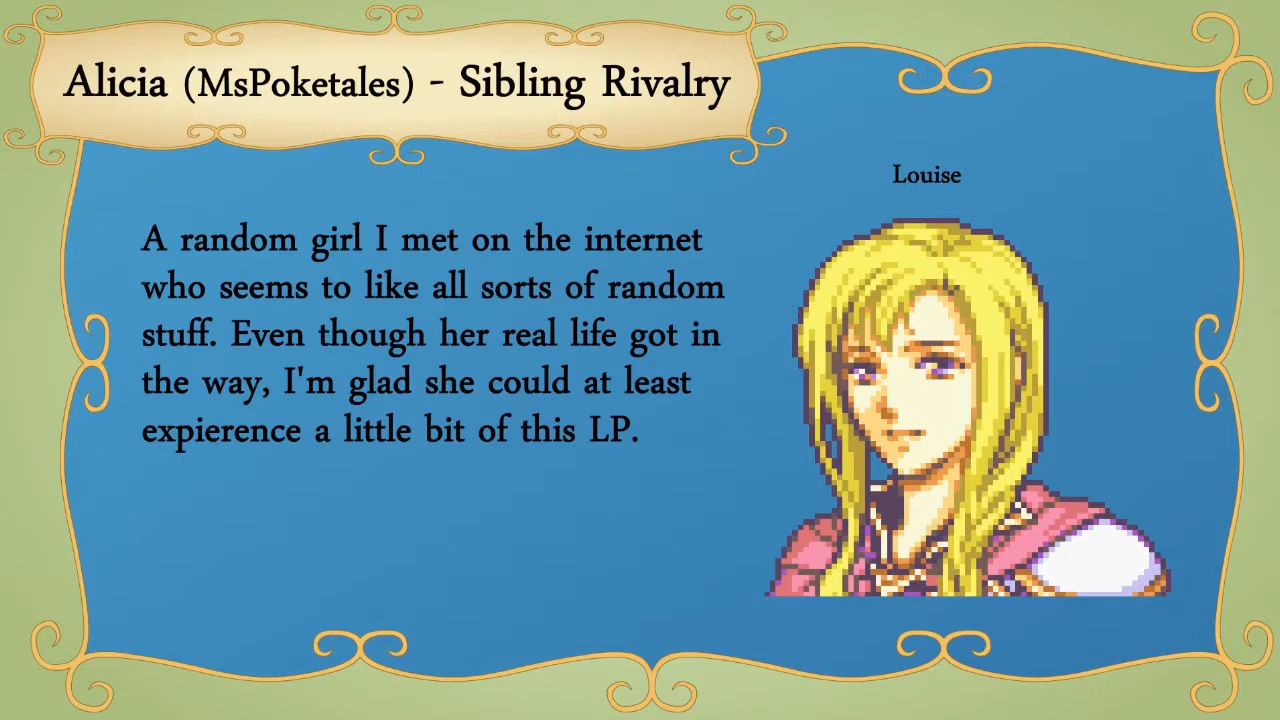 Alicia (MsPoketales) - Sibling Rivalry
Louise
A random girl I met on the internet
who seems to like all sorts of random
stuff. Even though her real life got in
the way, I'm glad she could at least
expierence a little bit of this LP.